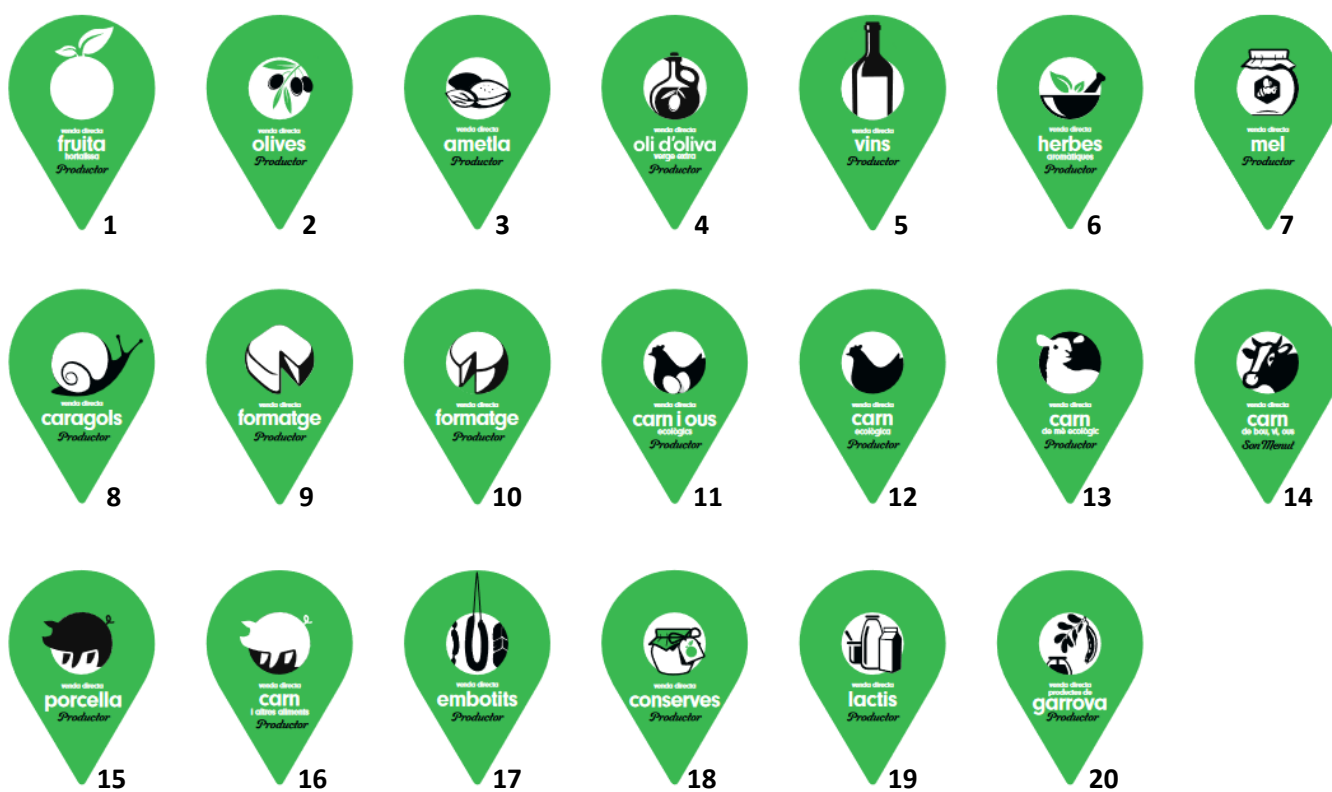 venda directa
fruita
hortalissa
Productor
1
venda directa
olives
Productor
2
venda directa
ametla
Productor
3
venda directa
oli d'oliva
verge extra
Productor
4
venda directa
vins
Productor
5
venda directa
herbes
aromàtiques
Productor
6
venda directa
mel
Productor
7
venda directa
caragols
Productor
8
venda directa
formatge
Productor
9
venda directa
formatge
Productor
10
venda directa
carn i ous
ecològics
Productor
11
venda directa
carn
ecològica
Productor
12
venda directa
carn
de mè ecològic
Productor
13
venda directa
carn
de bou, vi, ous
Son Menut
14
venda directa
porcella
Productor
15
venda directa
carn
i altres aliments
Productor
16
venda directa
embotits
Productor
17
venda directa
conserves
Productor
18
venda directa
lactis
Productor
19
venda directa
productes de
garrova
Productor
20